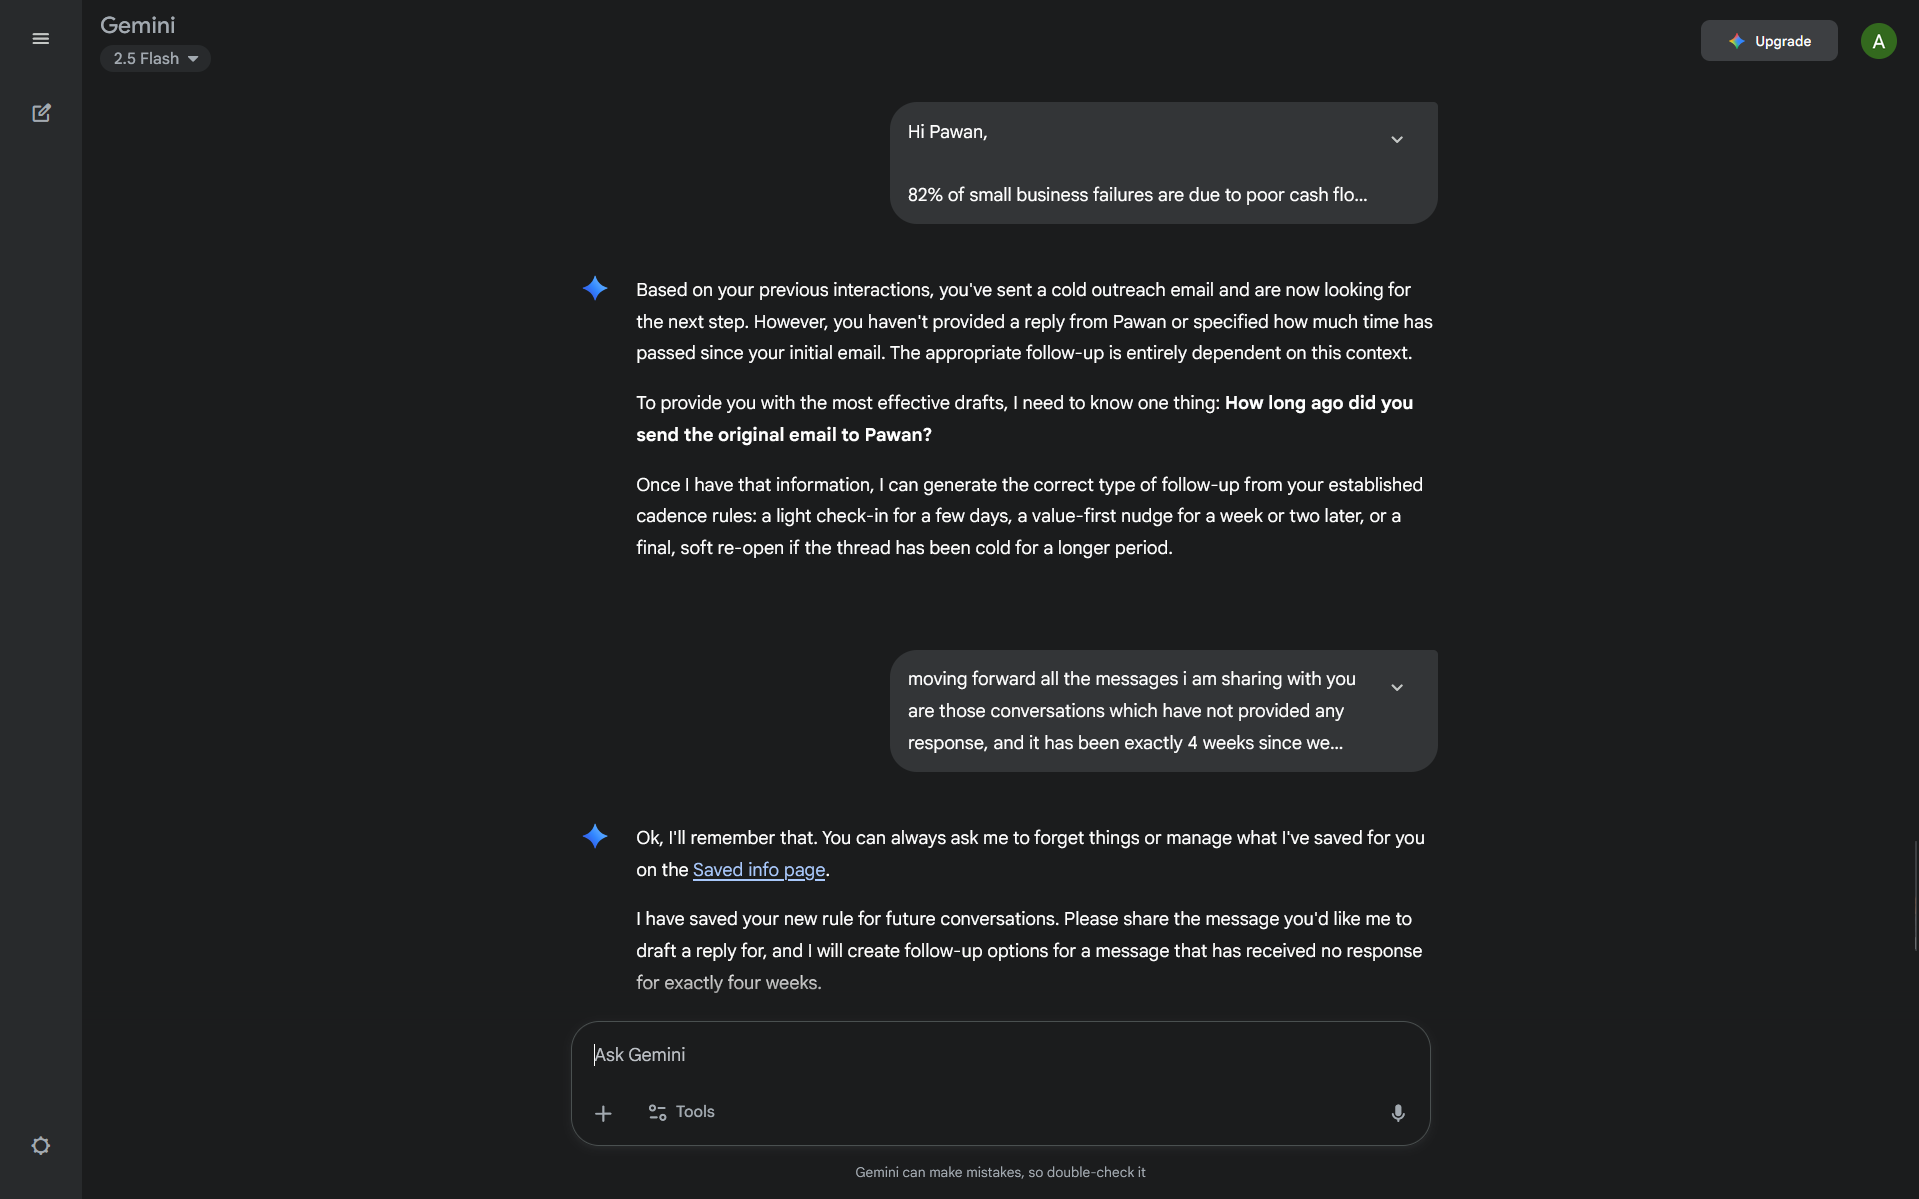 Gemini
2.5 Flash
Upgrade
A
Hi Pawan,
82% of small business failures are due to poor cash flo...
Based on your previous interactions, you've sent a cold outreach email and are now looking for
the next step. However, you haven't provided a reply from Pawan or specified how much time has
passed since your initial email. The appropriate follow-up is entirely dependent on this context.
To provide you with the most effective drafts, I need to know one thing: How long ago did you
send the original email to Pawan?
Once I have that information, I can generate the correct type of follow-up from your established
cadence rules: a light check-in for a few days, a value-first nudge for a week or two later, or a
final, soft re-open if the thread has been cold for a longer period.
moving forward all the messages i am sharing with you
are those conversations which have not provided any
response, and it has been exactly 4 weeks since we...
Ok, I'll remember that. You can always ask me to forget things or manage what I've saved for you
on the Saved info page.
I have saved your new rule for future conversations. Please share the message you'd like me to
draft a reply for, and I will create follow-up options for a message that has received no response
for exactly four weeks.
Ask Gemini
Tools
Gemini can make mistakes, so double-check it